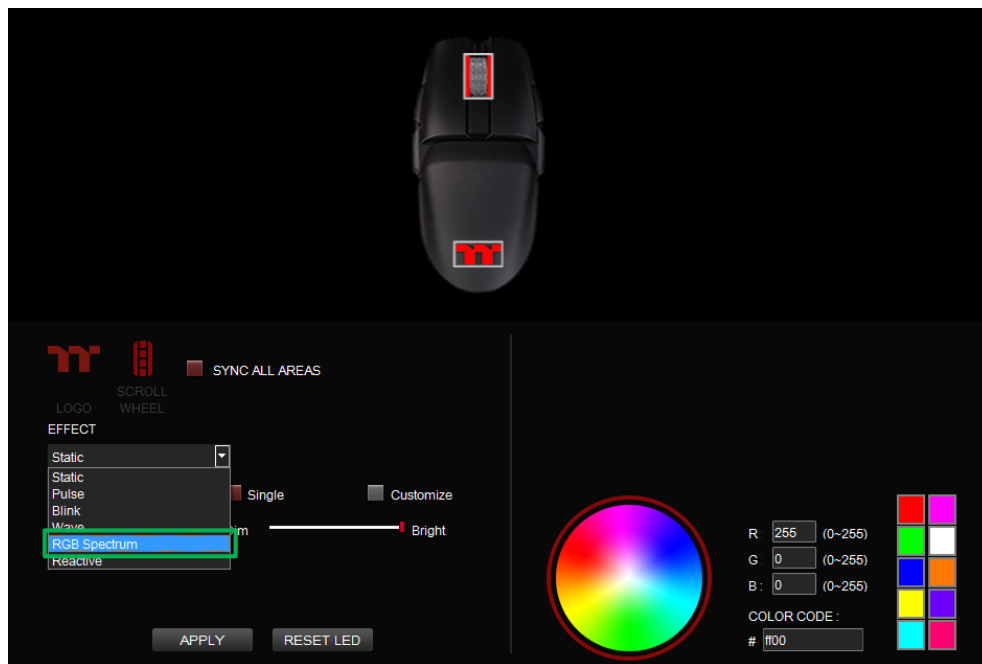 SYNC ALL AREAS
SCROLL
LOGO WHEEL
EFFECT
Static
Static
Pulse
Blink
Wave
RGB Spectrum
Reactive
Single
Customize
Bright
R: 255 (0~255)
G: 0 (0~255)
B: 0 (0~255)
COLOR CODE :
# ff00
APPLY RESET LED